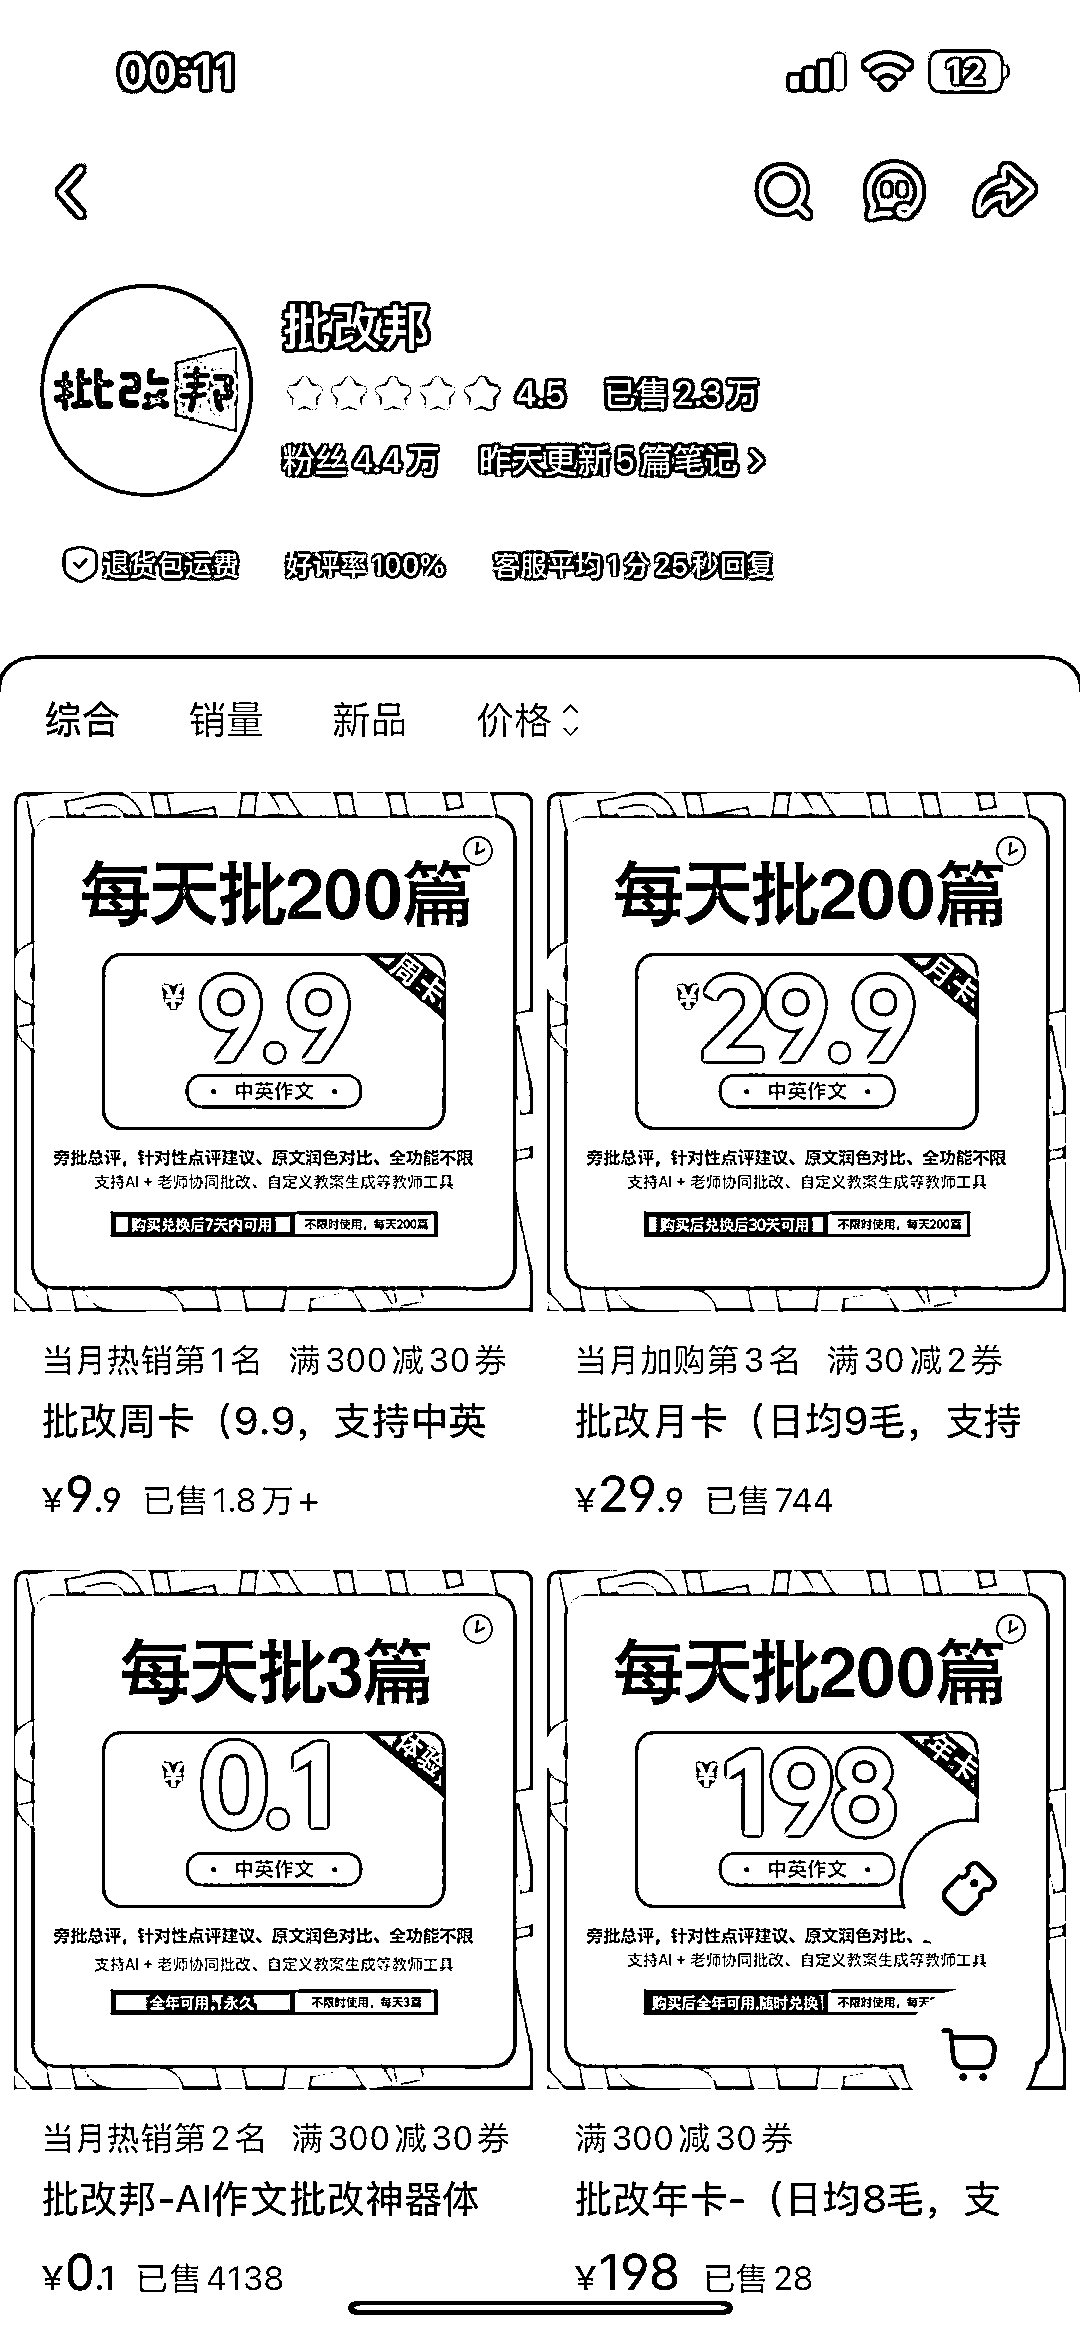 00:11
12
批改邦
批改邦
4.5 已售2.3万
粉丝4.4万 昨天更新5篇笔记 >
退货包运费 好评率100% 客服平均1分25秒回复
综合 销量 新品 价格
每天批200篇
周卡
¥9.9
· 中英作文 ·
旁批总评，针对性点评建议、原文润色对比、全功能不限
支持AI + 老师协同批改、自定义教案生成等教师工具
购买兑换后7天内可用 不限时使用，每天200篇
当月热销第1名 满300减30券
批改周卡（9.9，支持中英
¥9.9 已售1.8万+
每天批200篇
月卡
¥29.9
· 中英作文 ·
旁批总评，针对性点评建议、原文润色对比、全功能不限
支持AI + 老师协同批改、自定义教案生成等教师工具
购买后兑换后30天可用 不限时使用，每天200篇
当月加购第3名 满30减2券
批改月卡（日均9毛，支持
¥29.9 已售744
每天批3篇
体验
¥0.1
· 中英作文 ·
旁批总评，针对性点评建议、原文润色对比、全功能不限
支持AI + 老师协同批改、自定义教案生成等教师工具
全年可用，永久 不限时使用，每天3篇
当月热销第2名 满300减30券
批改邦-AI作文批改神器体
¥0.1 已售4138
每天批200篇
年卡
¥198
· 中英作文 ·
旁批总评，针对性点评建议、原文润色对比、
支持AI + 老师协同批改、自定义教案生成等教师工具
购买后全年可用,随时兑换 不限时使用，每天
满300减30券
批改年卡-（日均8毛，支
¥198 已售28